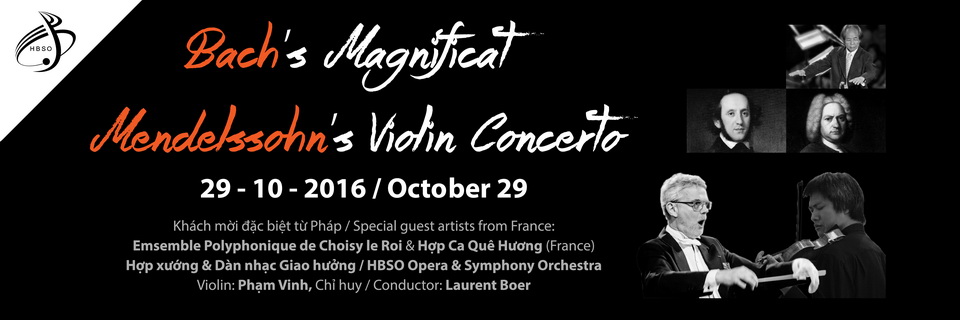 HBSO
Bach's Magnificat
Mendelssohn's Violin Concerto
29 - 10 - 2016 / October 29
Khách mời đặc biệt từ Pháp / Special guest artists from France:
Emsemble Polyphonique de Choisy le Roi & Hợp Ca Quê Hương (France)
Hợp xướng & Dàn nhạc Giao hưởng / HBSO Opera & Symphony Orchestra
Violin: Phạm Vinh, Chỉ huy / Conductor: Laurent Boer